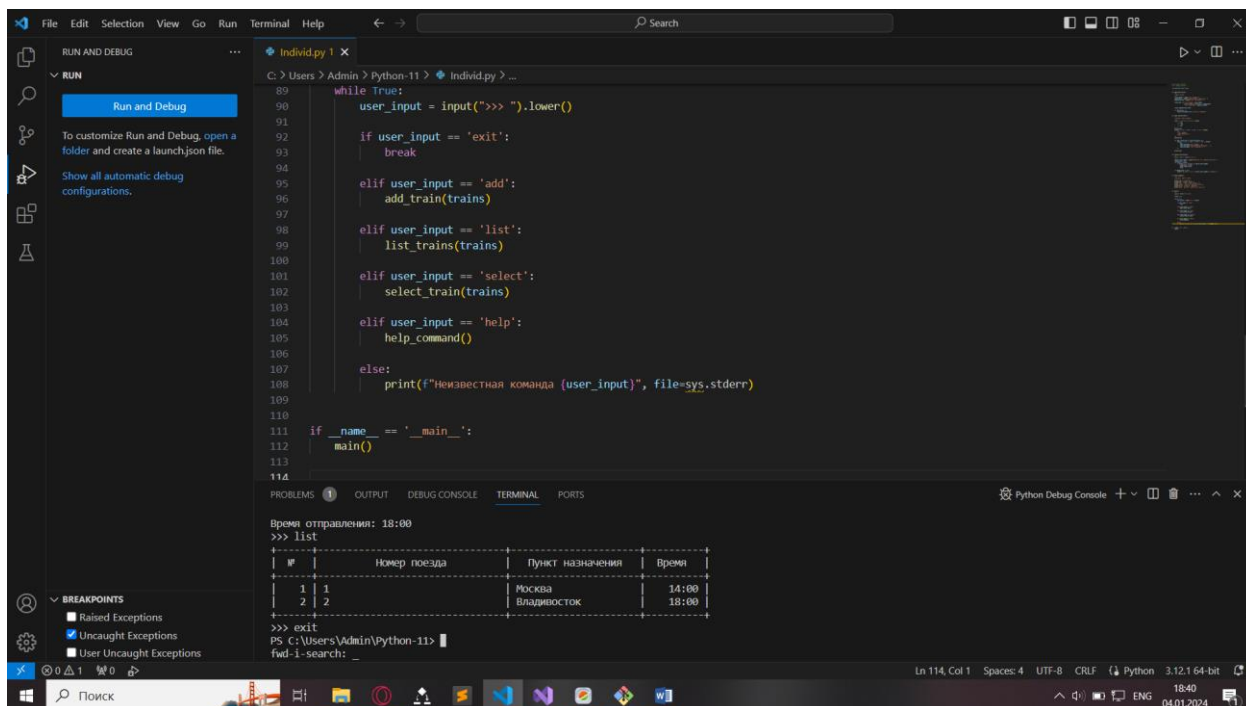 File Edit Selection View Go Run Terminal Help
Search
RUN AND DEBUG
RUN
Run and Debug
To customize Run and Debug, open a
folder and create a launch.json file.
Show all automatic debug
configurations.
Individ.py 1
C: > Users > Admin > Python-11 > Individ.py > ...
89 while True:
90 user_input = input(">>> ").lower()
91
92 if user_input == 'exit':
93 break
94
95 elif user_input == 'add':
96 add_train(trains)
97
98 elif user_input == 'list':
99 list_trains(trains)
100
101 elif user_input == 'select':
102 select_train(trains)
103
104 elif user_input == 'help':
105 help_command()
106
107 else:
108 print(f"Неизвестная команда {user_input}", file=sys.stderr)
109
110
111 if __name__ == '__main__':
112 main()
113
114
PROBLEMS 1 OUTPUT DEBUG CONSOLE TERMINAL PORTS
Python Debug Console
Время отправления: 18:00
>>> list
+------+------------------------------+--------------------+----------+
| № | Номер поезда | Пункт назначения | Время |
+------+------------------------------+--------------------+----------+
| 1 | 1 | Москва | 14:00 |
| 2 | 2 | Владивосток | 18:00 |
+------+------------------------------+--------------------+----------+
>>> exit
PS C:\Users\Admin\Python-11>
fwd-i-search: _
BREAKPOINTS
Raised Exceptions
Uncaught Exceptions
User Uncaught Exceptions
0 1 0
Ln 114, Col 1 Spaces: 4 UTF-8 CRLF Python 3.12.1 64-bit
Поиск
ENG
18:40
04.01.2024